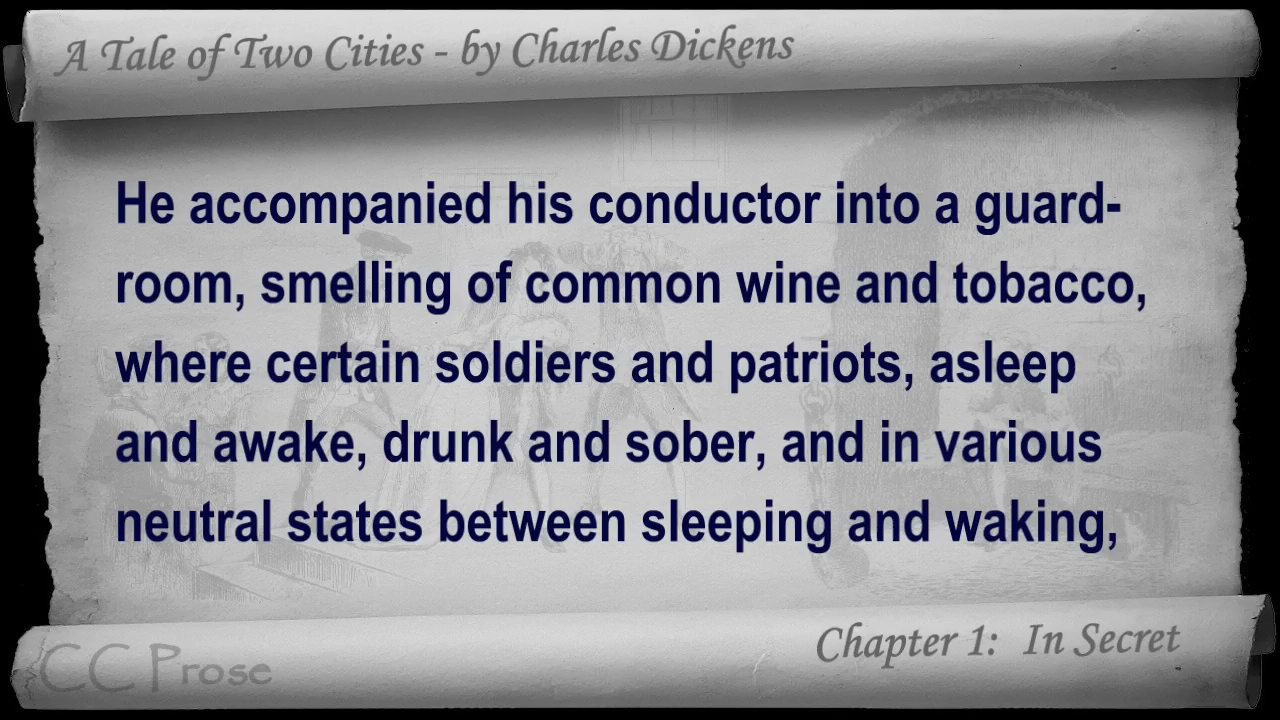 A Tale of Two Cities - by Charles Dickens
He accompanied his conductor into a guard-
room, smelling of common wine and tobacco,
where certain soldiers and patriots, asleep
and awake, drunk and sober, and in various
neutral states between sleeping and waking,
Chapter 1: In Secret
CC Prose